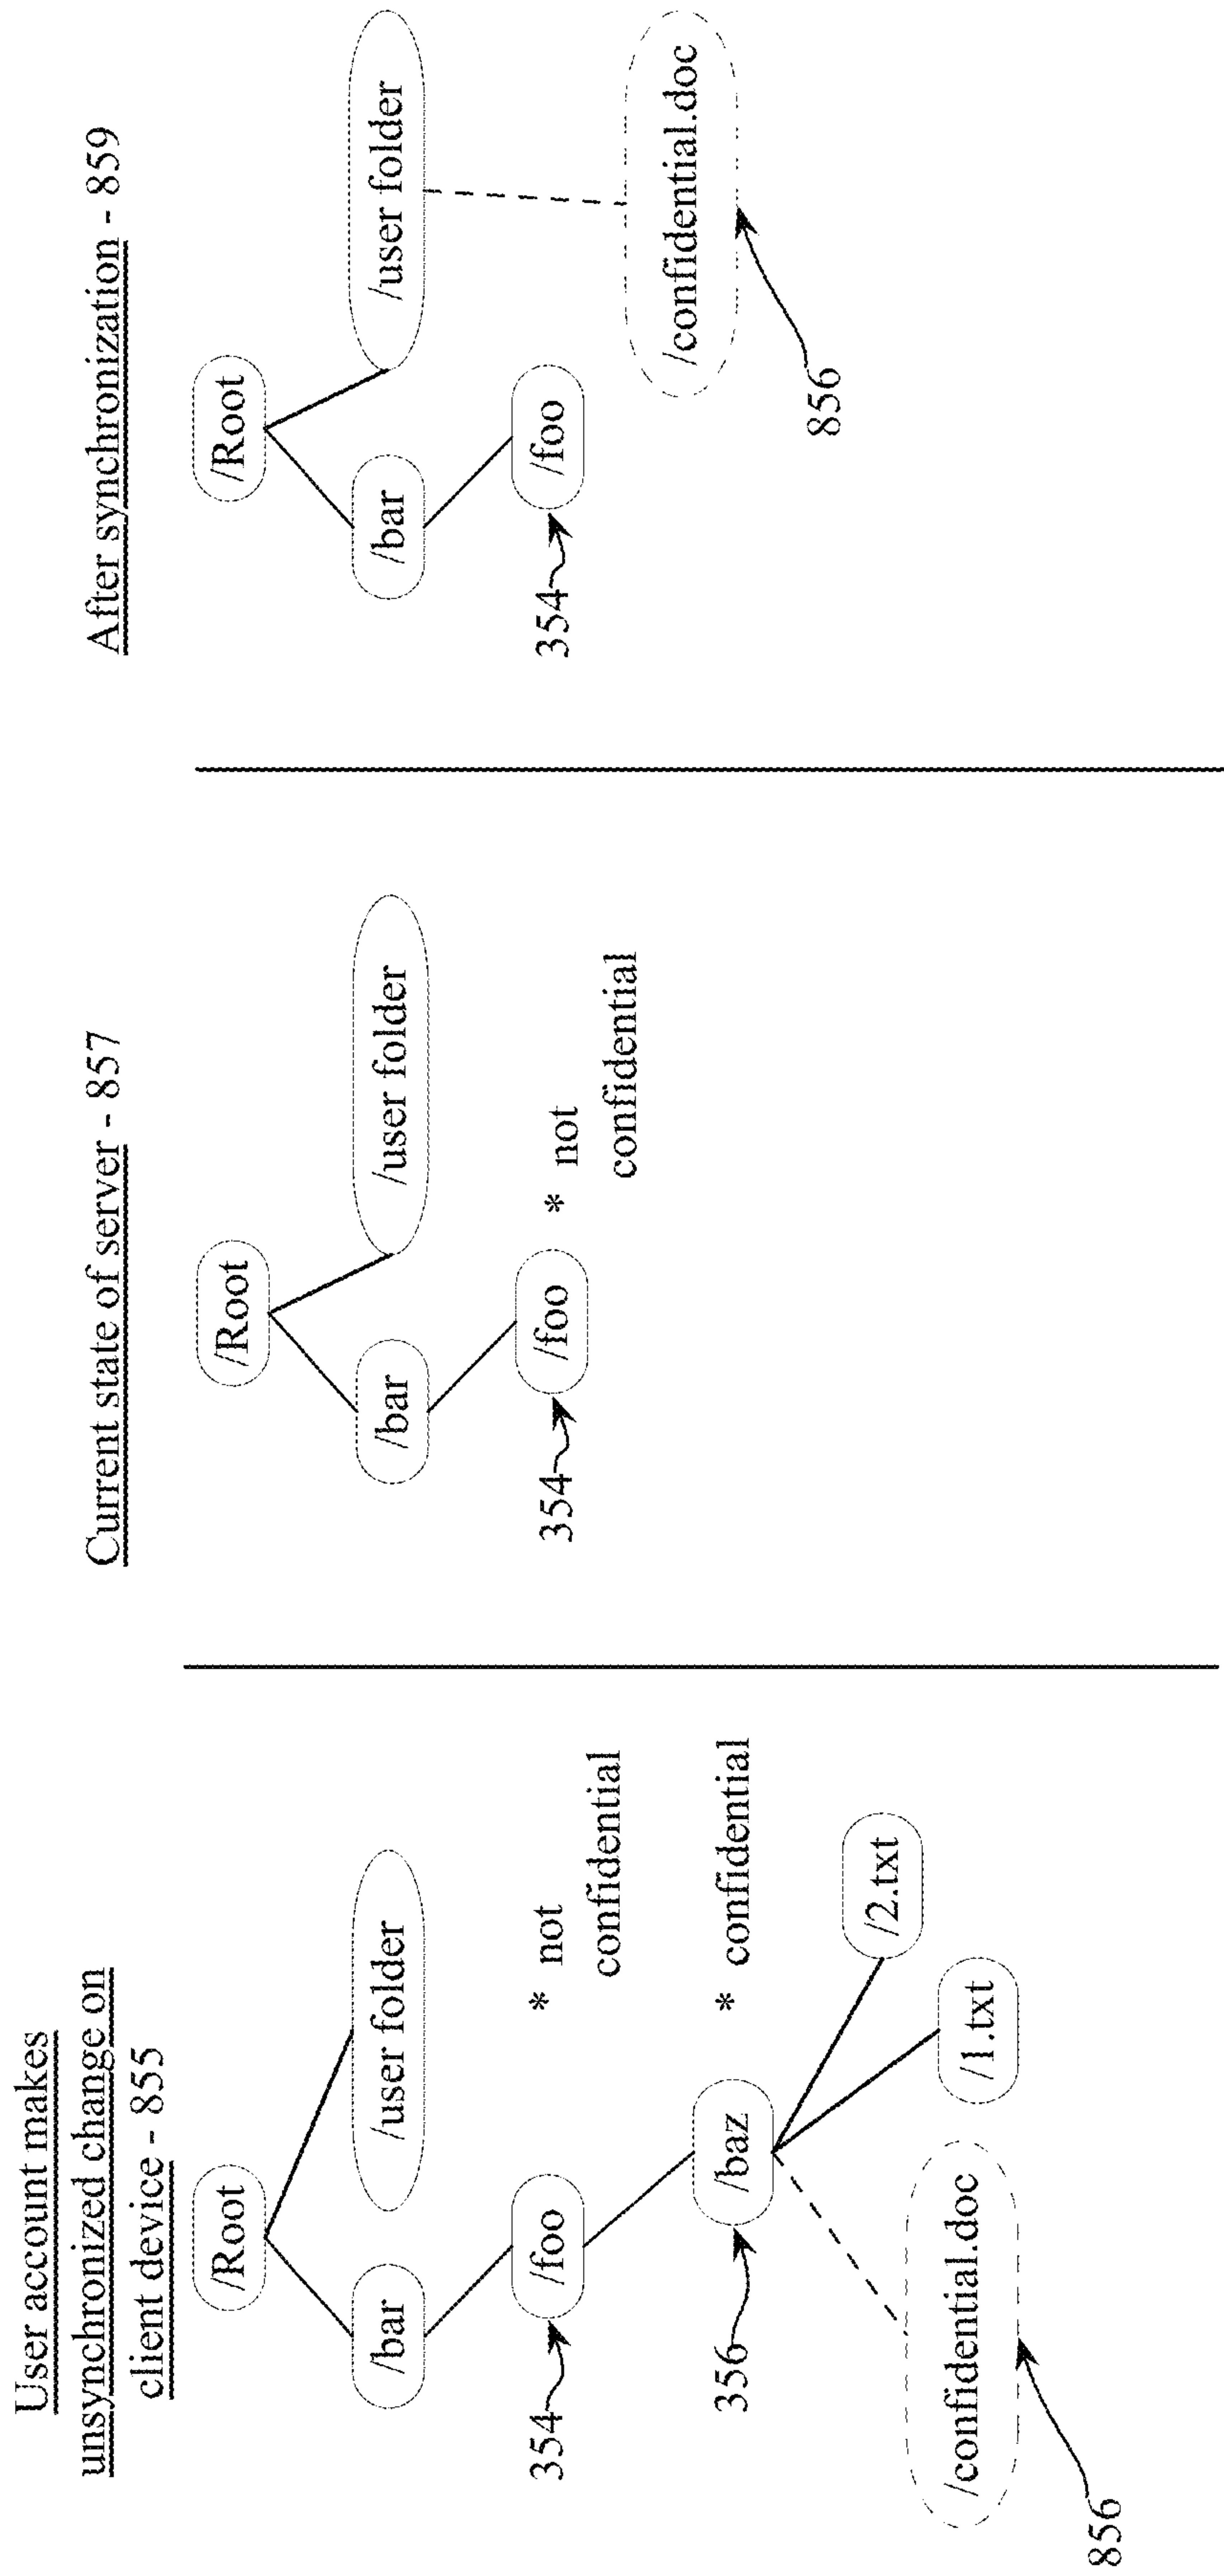 User account makes
unsynchronized change on
client device - 855
/Root
/bar
/user folder
354
/foo
* not
confidential
356
/baz
* confidential
/2.txt
/confidential.doc
/1.txt
856
Current state of server - 857
/Root
/bar
/user folder
354
/foo
* not
confidential
After synchronization - 859
/Root
/bar
/user folder
354
/foo
/confidential.doc
856